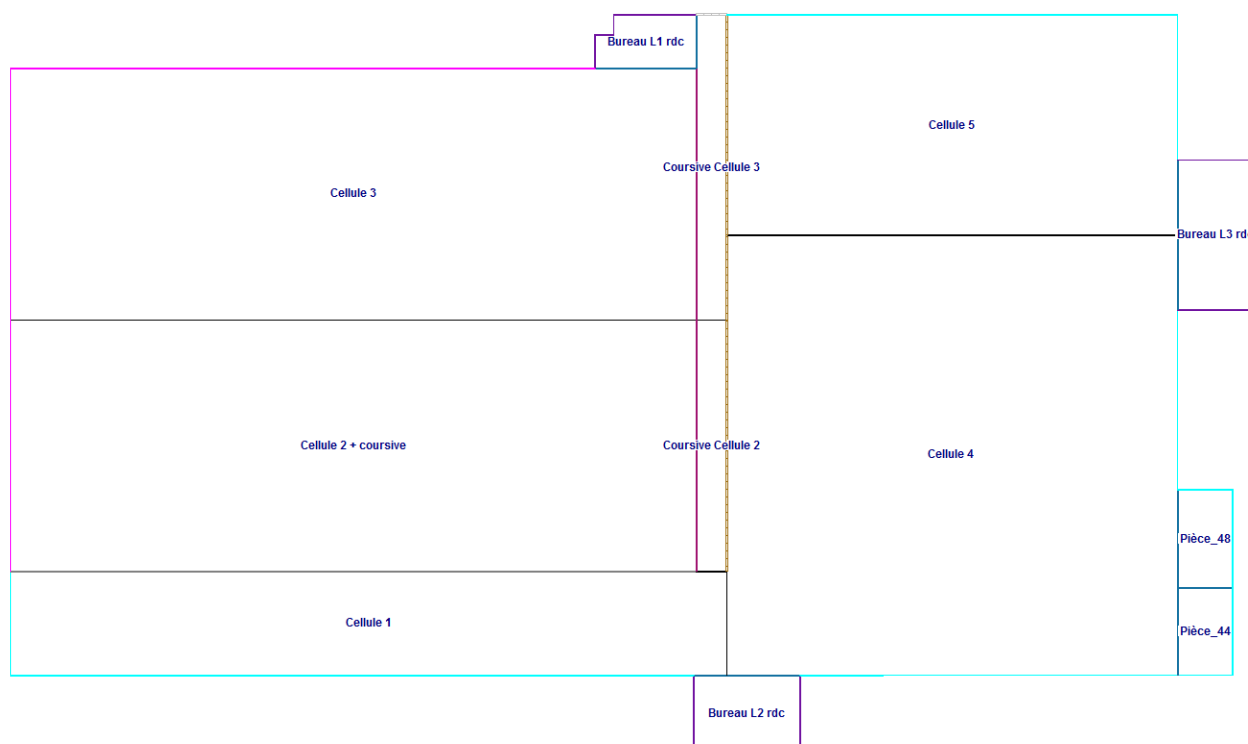 Bureau L1 rdc
Cellule 5
Coursive Cellule 3
Cellule 3
Bureau L3 rdc
Cellule 2 + coursive
Coursive Cellule 2
Cellule 4
Pièce_48
Cellule 1
Pièce_44
Bureau L2 rdc